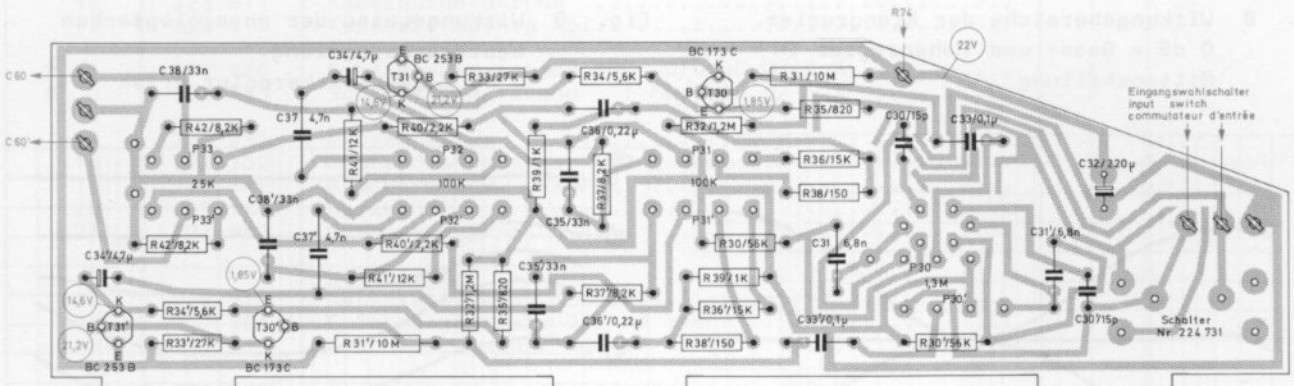 R74
22V
C60
C60'
C38/33n
C34/4,7µ
E
BC 253 B
T31
B
K
14,6V
21,2V
R33/27K
R34/5,6K
BC 173 C
K
B
T30
E
1,85V
R31/10M
R35/820
Eingangswahlschalter
input switch
commutateur d'entrée
R42/8,2K
C37
4,7n
R41/12K
R40/2,2K
C36/0,22µ
R32/1,2M
C30/15p
C33/0,1µ
P33
P32
R39/1K
R37/8,2K
P31
R36/15K
C32/220µ
25K
100K
100K
R38/150
P33'
C38'/33n
C37'
4,7n
P32'
C35/33n
P31'
R42'/8,2K
R40'/2,2K
R30/56K
C31
6,8n
C31'/6,8n
C34'/4,7µ
1,85V
R41'/12K
R32'/1,2M
R35'/820
C35'/33n
R37'/8,2K
R39'/1K
P30
1,3M
14,6V
K
R34'/5,6K
E
C36'/0,22µ
R36'/15K
C33'/0,1µ
P30'
C30'/15p
B
T31'
T30'
B
Schalter
Nr. 224 731
21,2V
E
R33'/27K
K
R31'/10M
R38'/150
R30'/56K
BC 253 B
BC 173 C